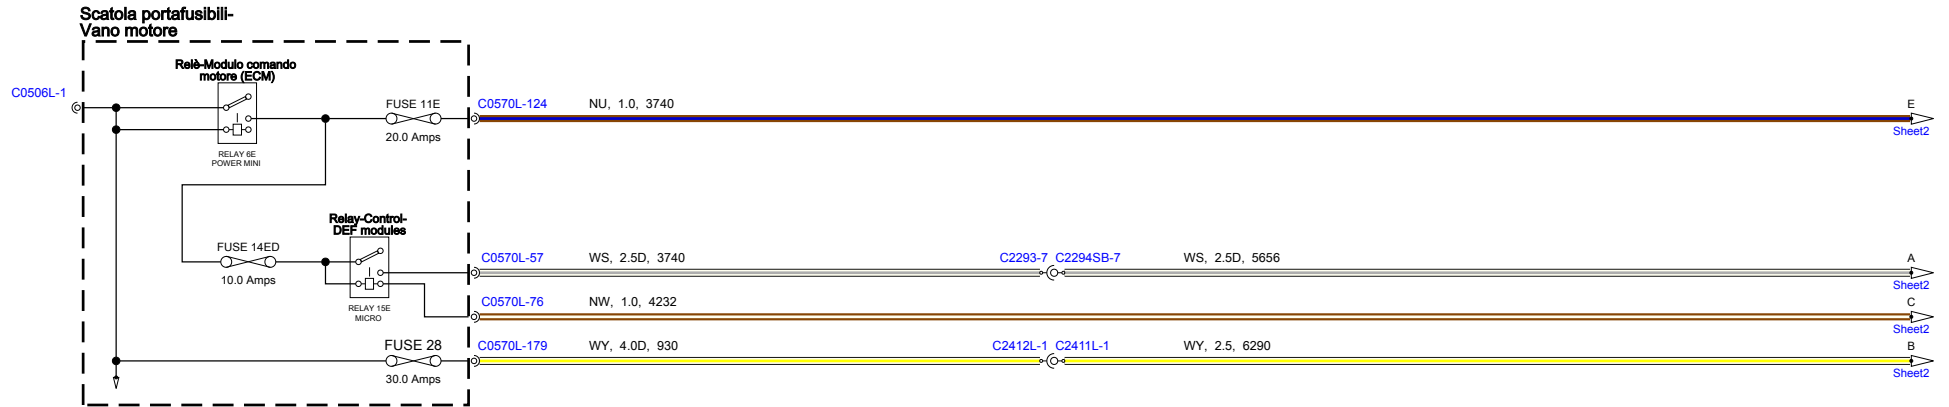 Scatola portafusibili-
Vano motore
Relè-Modulo comando
motore (ECM)
C0506L-1
FUSE 11E
20.0 Amps
C0570L-124
NU, 1.0, 3740
E
Sheet2
RELAY 6E
POWER MINI
Relay-Control-
DEF modules
FUSE 14ED
10.0 Amps
C0570L-57
WS, 2.5D, 3740
C2293-7 C2294SB-7
WS, 2.5D, 5656
A
Sheet2
RELAY 15E
MICRO
C0570L-76
NW, 1.0, 4232
C
Sheet2
FUSE 28
30.0 Amps
C0570L-179
WY, 4.0D, 930
C2412L-1 C2411L-1
WY, 2.5, 6290
B
Sheet2